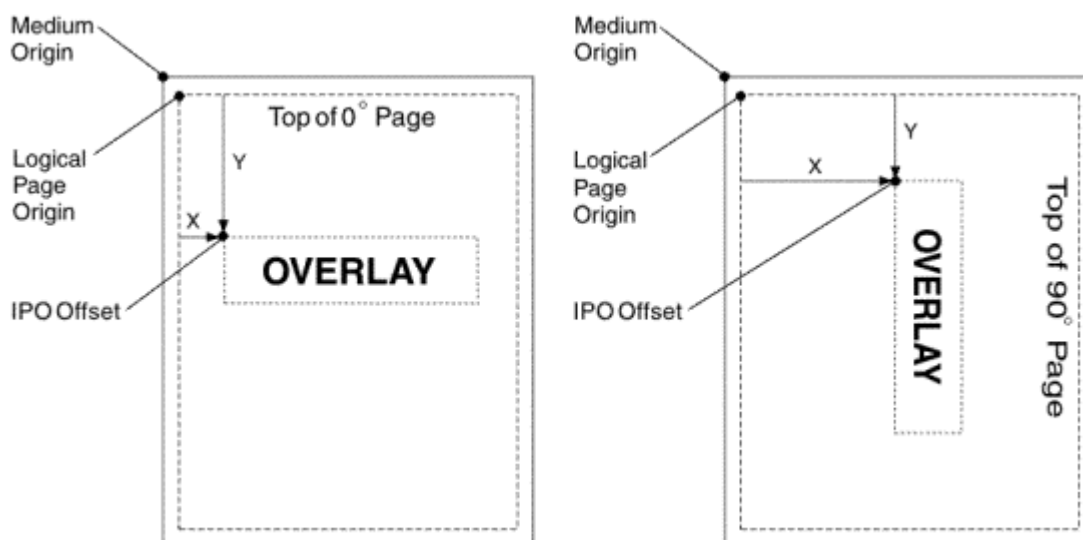 Medium
Origin
Top of 0° Page
Y
Logical
Page
Origin
X
OVERLAY
IPO Offset
Medium
Origin
Y
Logical
Page
Origin
X
Top of 90° Page
OVERLAY
IPO Offset